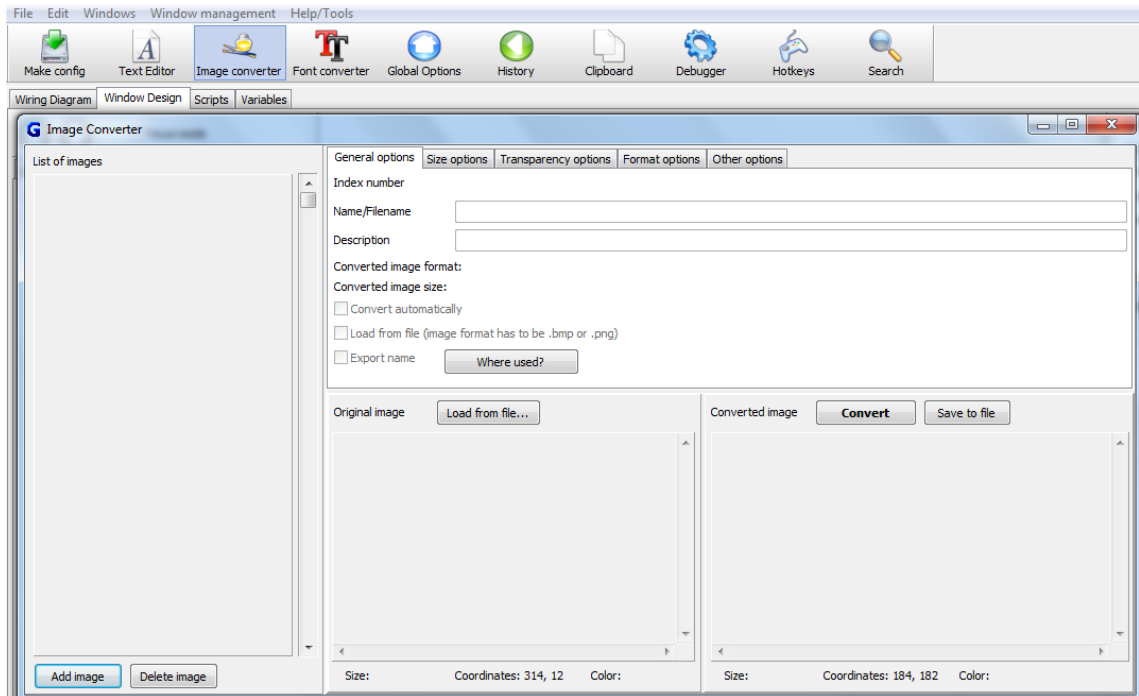 File Edit Windows Window management Help/Tools
Make config Text Editor Image converter Font converter Global Options History Clipboard Debugger Hotkeys Search
Wiring Diagram Window Design Scripts Variables
G Image Converter
List of images
General options Size options Transparency options Format options Other options
Index number
Name/Filename
Description
Converted image format:
Converted image size:
Convert automatically
Load from file (image format has to be .bmp or .png)
Export name Where used?
Original image Load from file...
Converted image Convert Save to file
Add image Delete image
Size: Coordinates: 314, 12 Color:
Size: Coordinates: 184, 182 Color: